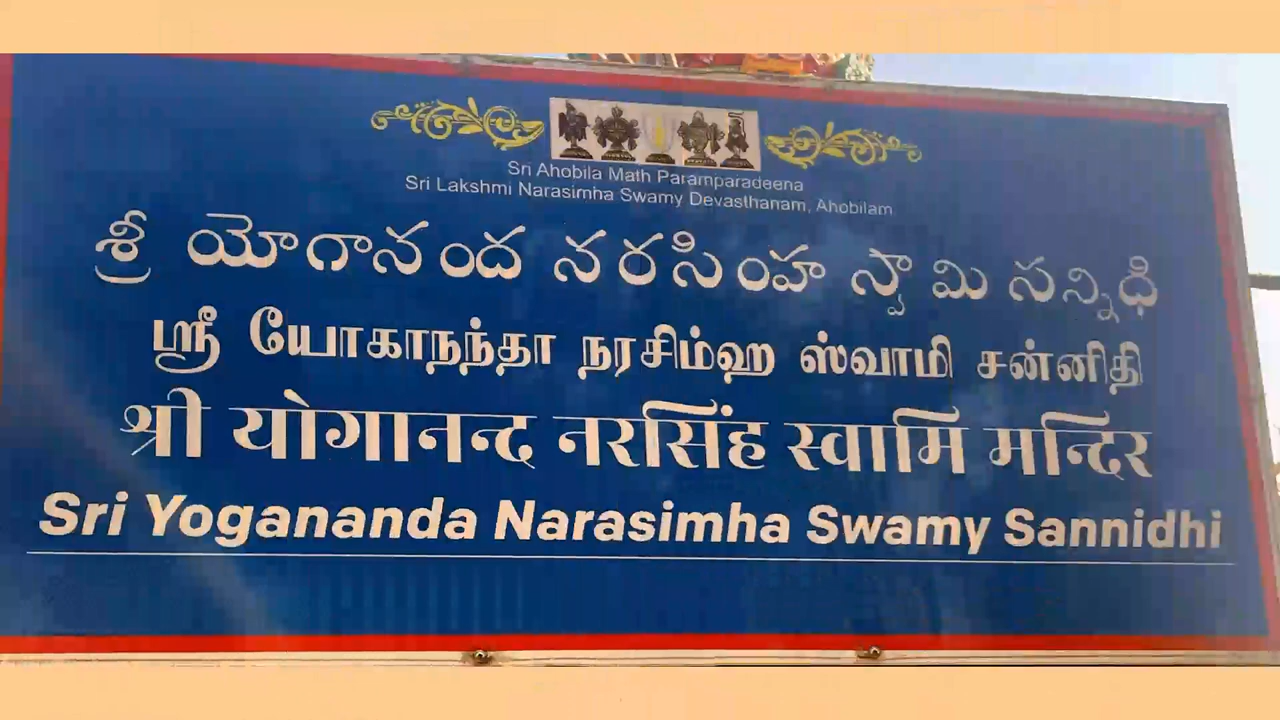 Sri Ahobila Math Paramparadeena
Sri Lakshmi Narasimha Swamy Devasthanam, Ahobilam
శ్రీ యోగానంద నరసింహ స్వామి సన్నిధి
ஸ்ரீ யோகாநந்தா நரசிம்ஹ ஸ்வாமி சன்னிதி
श्री योगानन्द नरसिंह स्वामि मन्दिर
Sri Yogananda Narasimha Swamy Sannidhi